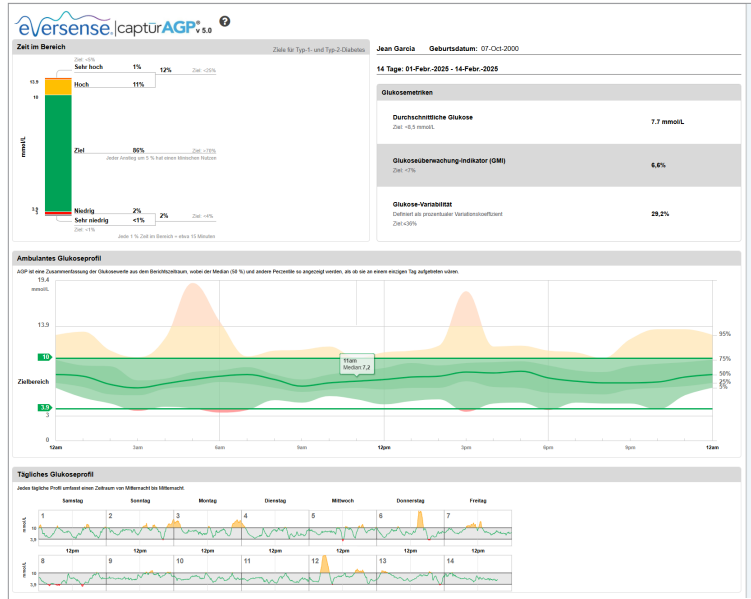 eversense. | captūrAGP® v 5.0 ?
Zeit im Bereich
Ziele für Typ-1- und Typ-2-Diabetes
Ziel: <5%
Sehr hoch 1%
12% Ziel: <25%
13.9
Hoch 11%
10
mmol/L
Ziel 86% Ziel: >70%
Jeder Anstieg um 5 % hat einen klinischen Nutzen
3.9
3
Niedrig 2%
2% Ziel: <4%
Sehr niedrig <1%
Ziel: <1%
Jede 1 % Zeit im Bereich = etwa 15 Minuten
Jean Garcia Geburtsdatum: 07-Oct-2000
14 Tage: 01-Febr.-2025 - 14-Febr.-2025
Glukosemetriken
Durchschnittliche Glukose
Ziel: <8,5 mmol/L
7.7 mmol/L
Glukoseüberwachung-Indikator (GMI)
Ziel: <7%
6,6%
Glukose-Variabilität
Definiert als prozentualer Variationskoeffizient
Ziel:≤36%
29,2%
Ambulantes Glukoseprofil
AGP ist eine Zusammenfassung der Glukosewerte aus dem Berichtszeitraum, wobei der Median (50 %) und andere Perzentile so angezeigt werden, als ob sie an einem einzigen Tag aufgetreten wären.
19.4
mmol/L
13.9
10
Zielbereich
3.9
3
0
11am
Median 7,2
95%
75%
50%
25%
5%
12am 3am 6am 9am 12pm 3pm 6pm 9pm 12am
Tägliches Glukoseprofil
Jedes tägliche Profil umfasst einen Zeitraum von Mitternacht bis Mitternacht.
Samstag Sonntag Montag Dienstag Mittwoch Donnerstag Freitag
1 2 3 4 5 6 7
mmol/L
10
3,9
12pm 12pm 12pm 12pm 12pm 12pm 12pm
8 9 10 11 12 13 14
mmol/L
10
3,9